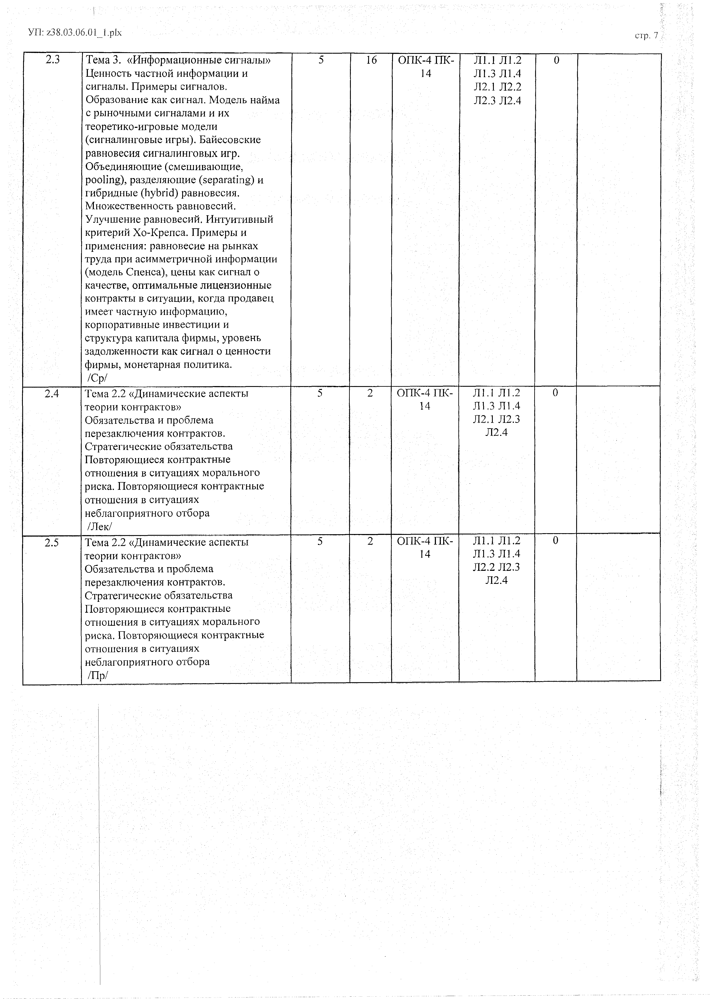 УП: z38.03.06.01_1.plx
стр. 7
2.3
Тема 3. «Информационные сигналы»
Ценность частной информации и
сигналы. Примеры сигналов.
Образование как сигнал. Модель найма
с рыночными сигналами и их
теоретико-игровые модели
(сигналинговые игры). Байесовские
равновесия сигналинговых игр.
Объединяющие (смешивающие,
pooling), разделяющие (separating) и
гибридные (hybrid) равновесия.
Множественность равновесий.
Улучшение равновесий. Интуитивный
критерий Хо-Крепса. Примеры и
применения: равновесие на рынках
труда при асимметричной информации
(модель Спенса), цены как сигнал о
качестве, оптимальные лицензионные
контракты в ситуации, когда продавец
имеет частную информацию,
корпоративные инвестиции и
структура капитала фирмы, уровень
задолженности как сигнал о ценности
фирмы, монетарная политика.
/Ср/
5
16
ОПК-4 ПК-
14
Л1.1 Л1.2
Л1.3 Л1.4
Л2.1 Л2.2
Л2.3 Л2.4
0
2.4
Тема 2.2 «Динамические аспекты
теории контрактов»
Обязательства и проблема
перезаключения контрактов.
Стратегические обязательства
Повторяющиеся контрактные
отношения в ситуациях морального
риска. Повторяющиеся контрактные
отношения в ситуациях
неблагоприятного отбора
/Лек/
5
2
ОПК-4 ПК-
14
Л1.1 Л1.2
Л1.3 Л1.4
Л2.1 Л2.3
Л2.4
0
2.5
Тема 2.2 «Динамические аспекты
теории контрактов»
Обязательства и проблема
перезаключения контрактов.
Стратегические обязательства
Повторяющиеся контрактные
отношения в ситуациях морального
риска. Повторяющиеся контрактные
отношения в ситуациях
неблагоприятного отбора
/Пр/
5
2
ОПК-4 ПК-
14
Л1.1 Л1.2
Л1.3 Л1.4
Л2.2 Л2.3
Л2.4
0